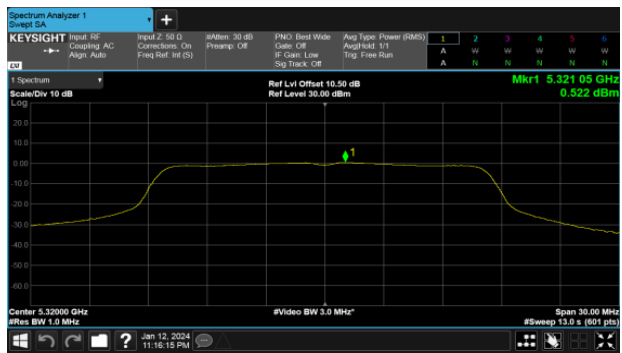 Spectrum Analyzer 1
Swept SA
KEYSIGHT
Input: RF
Coupling: AC
Align: Auto
Input Z: 50 Ω
Corrections: On
Freq Ref: Int (S)
#Atten: 30 dB
Preamp: Off
PNO: Best Wide
Gate: Off
IF Gain: Low
Sig Track: Off
Avg Type: Power (RMS)
Avg|Hold: 1/1
Trig: Free Run
1 2 3 4 5 6
A W W W W W
A N N N N N
LXI
1 Spectrum
Scale/Div 10 dB
Ref Lvl Offset 10.50 dB
Ref Level 30.00 dBm
Mkr1 5.321 05 GHz
0.522 dBm
Log
20.0
10.0
0.00
-10.0
-20.0
-30.0
-40.0
-50.0
-60.0
1
Center 5.32000 GHz
#Res BW 1.0 MHz
#Video BW 3.0 MHz*
Span 30.00 MHz
#Sweep 13.0 s (601 pts)
?
Jan 12, 2024
11:16:15 PM